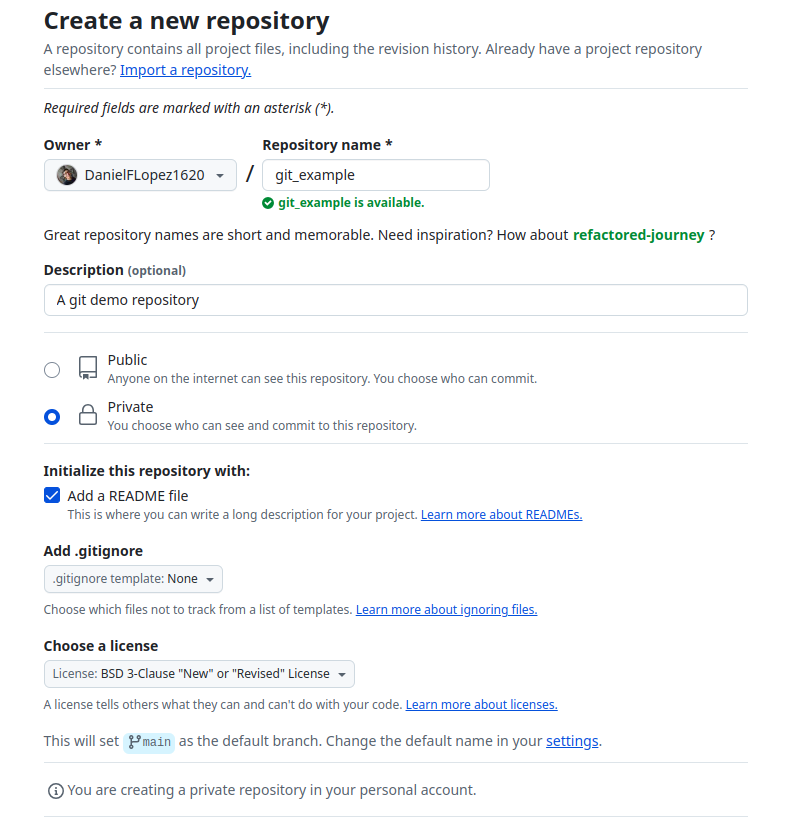 Create a new repository
A repository contains all project files, including the revision history. Already have a project repository
elsewhere? Import a repository.
Required fields are marked with an asterisk (*).
Owner * Repository name *
DanielFLopez1620 / git_example
git_example is available.
Great repository names are short and memorable. Need inspiration? How about refactored-journey ?
Description (optional)
A git demo repository
Public
Anyone on the internet can see this repository. You choose who can commit.
Private
You choose who can see and commit to this repository.
Initialize this repository with:
Add a README file
This is where you can write a long description for your project. Learn more about READMEs.
Add .gitignore
.gitignore template: None
Choose which files not to track from a list of templates. Learn more about ignoring files.
Choose a license
License: BSD 3-Clause "New" or "Revised" License
A license tells others what they can and can't do with your code. Learn more about licenses.
This will set main as the default branch. Change the default name in your settings.
You are creating a private repository in your personal account.